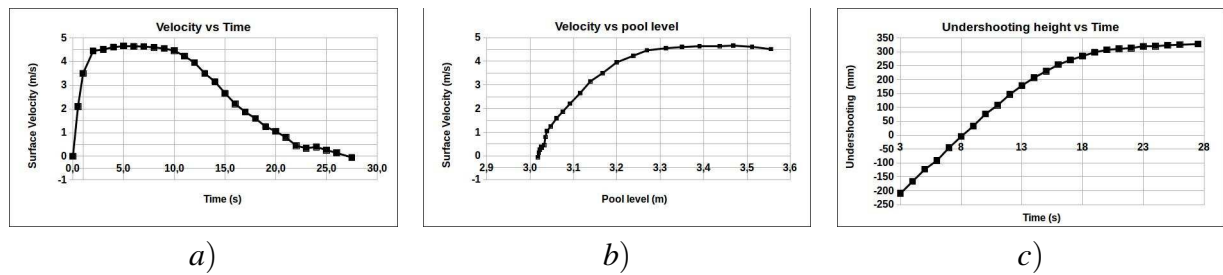 Velocity vs Time
Surface Velocity (m/s)
5
4
3
2
1
0
-1
0,0 5,0 10,0 15,0 20,0 25,0 30,0
Time (s)
a)
Velocity vs pool level
Surface Velocity (m/s)
5
4
3
2
1
0
-1
2,9 3,0 3,1 3,2 3,3 3,4 3,5 3,6
Pool level (m)
b)
Undershooting height vs Time
Undershooting (mm)
350
300
250
200
150
100
50
0
-50
-100
-150
-200
-250
3 8 13 18 23 28
Time (s)
c)